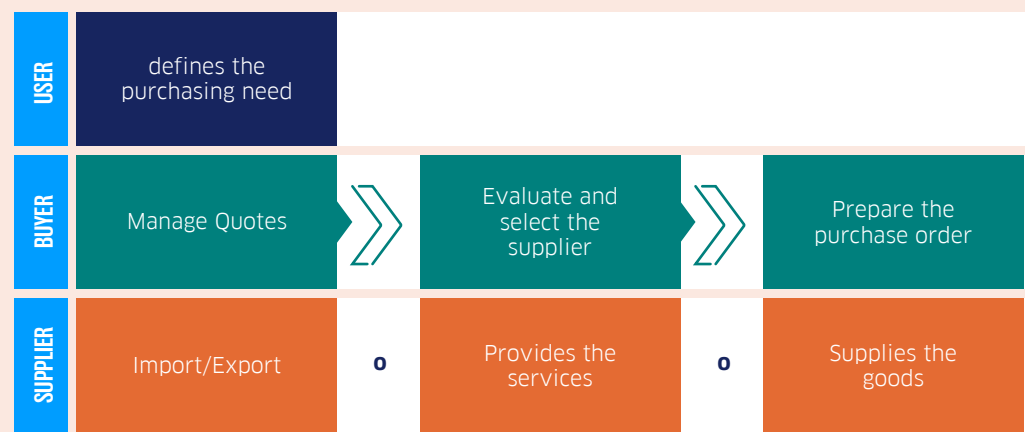 USER
defines the
purchasing need
BUYER
Manage Quotes
Evaluate and
select the
supplier
Prepare the
purchase order
SUPPLIER
Import/Export
o
Provides the
services
o
Supplies the
goods